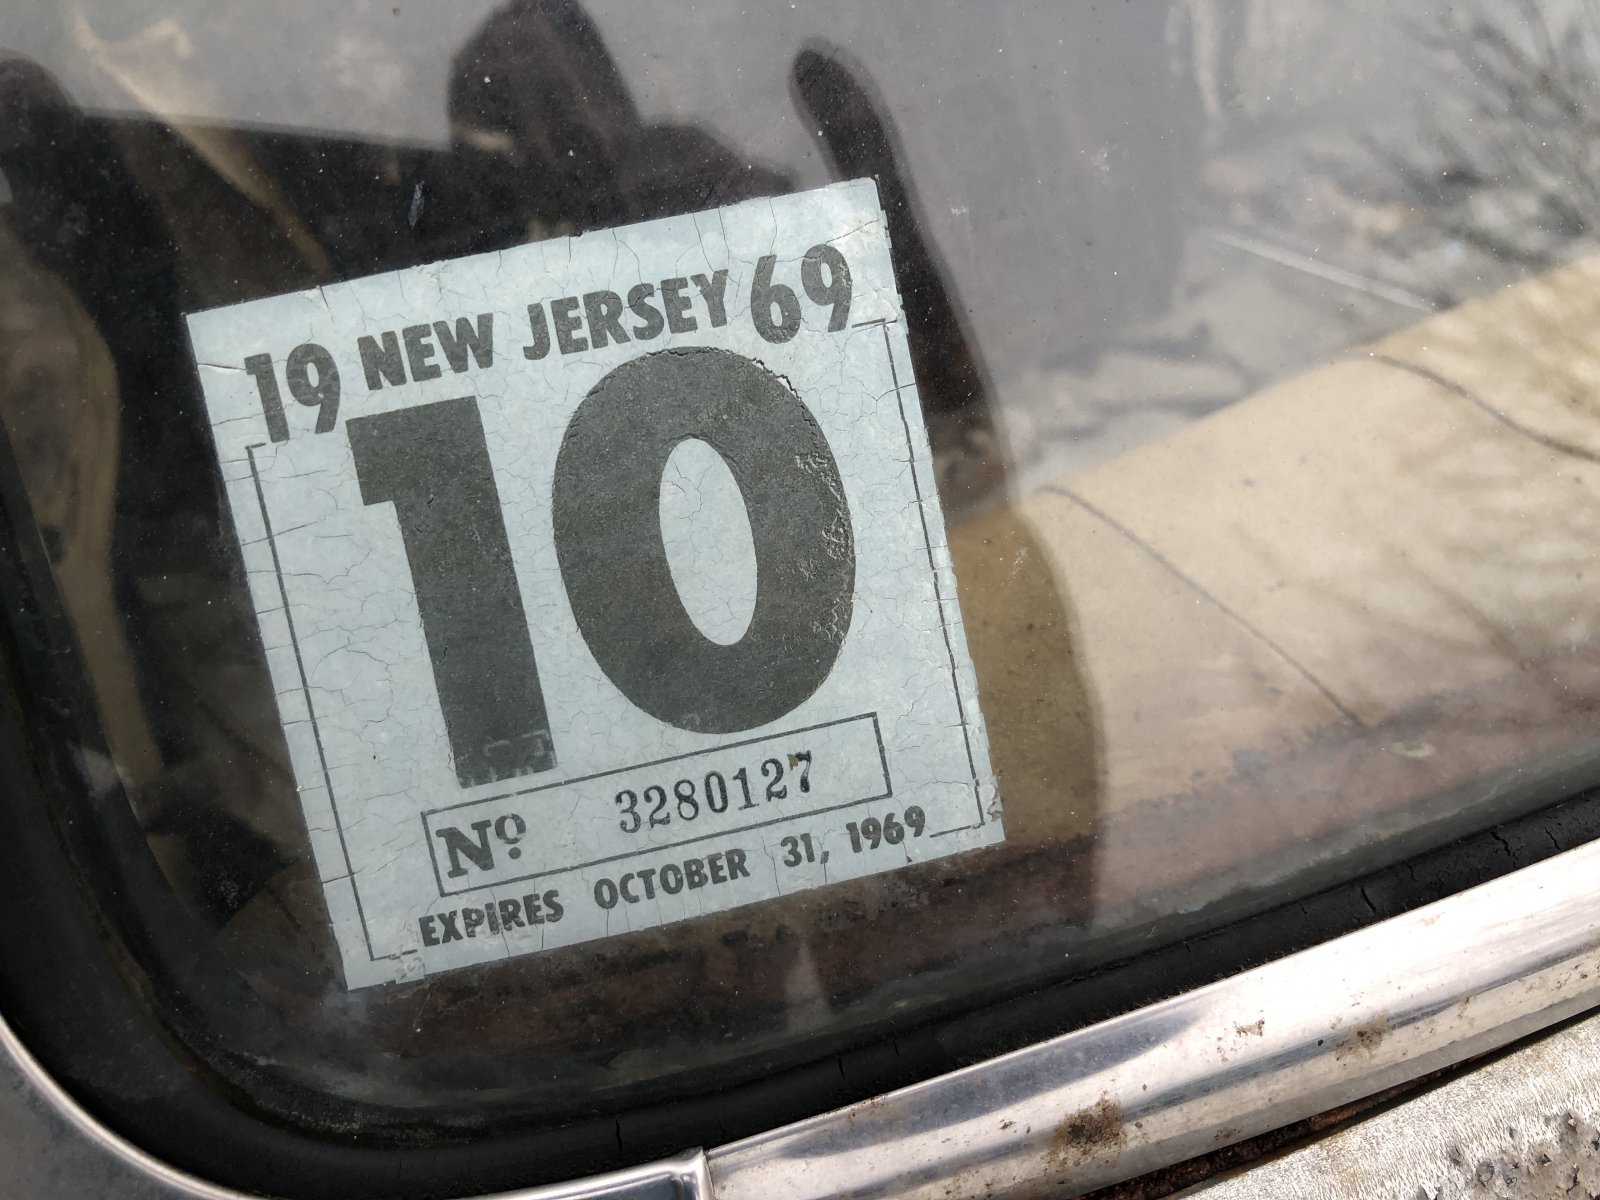 19 NEW JERSEY 69
10
Nº 3280127
EXPIRES OCTOBER 31, 1969